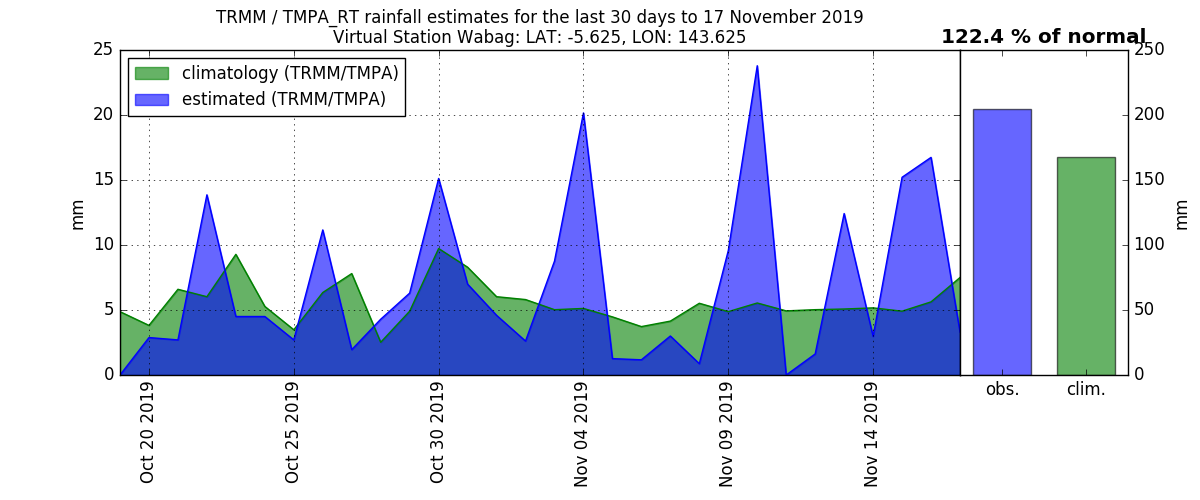 TRMM / TMPA_RT rainfall estimates for the last 30 days to 17 November 2019
Virtual Station Wabag: LAT: -5.625, LON: 143.625
122.4 % of normal
climatology (TRMM/TMPA)
estimated (TRMM/TMPA)
25
20
15
10
5
0
mm
Oct 20 2019
Oct 25 2019
Oct 30 2019
Nov 04 2019
Nov 09 2019
Nov 14 2019
250
200
150
100
50
0
mm
obs.
clim.